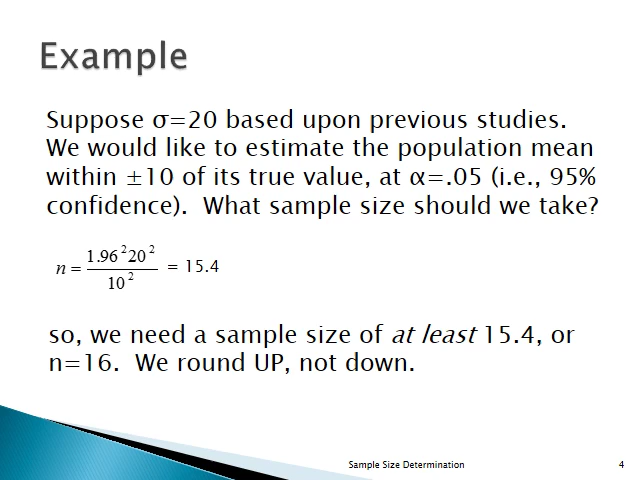 Example
Suppose σ=20 based upon previous studies.
We would like to estimate the population mean
within ±10 of its true value, at α=.05 (i.e., 95%
confidence).  What sample size should we take?
n = 1.96²20² / 10² = 15.4
so, we need a sample size of at least 15.4, or
n=16.  We round UP, not down.
Sample Size Determination
4